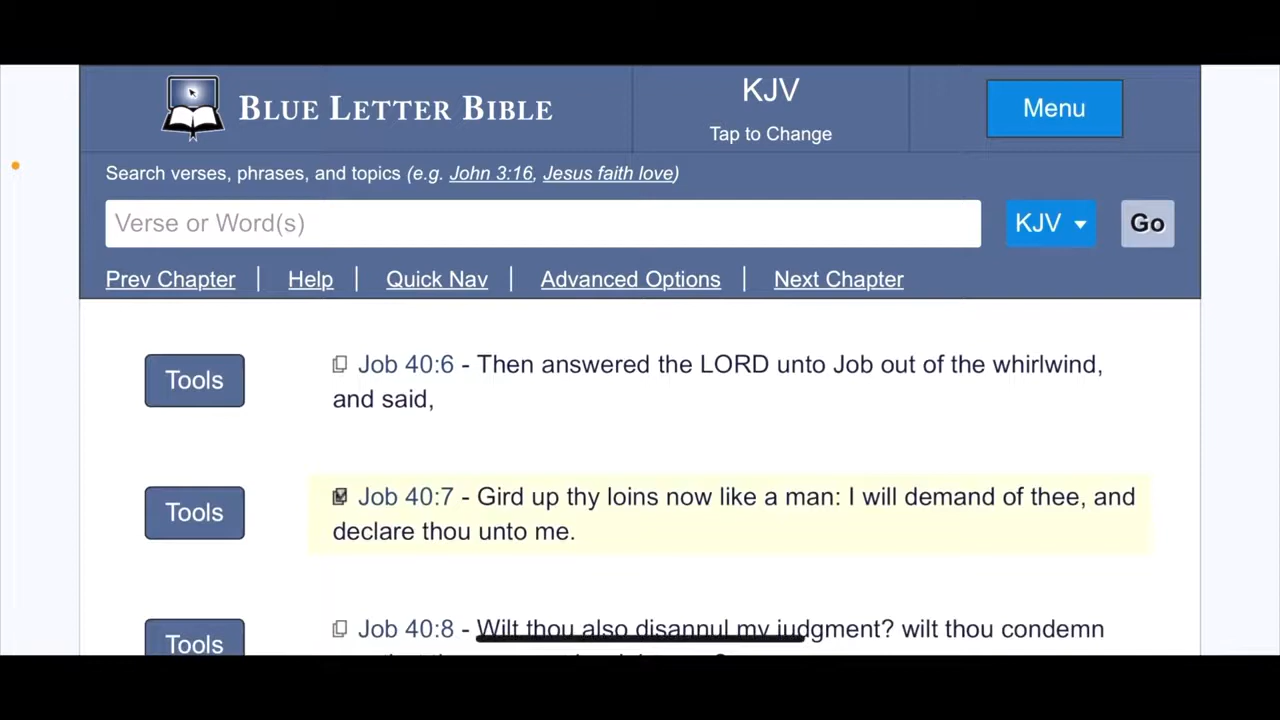 BLUE LETTER BIBLE
KJV
Tap to Change
Menu
Search verses, phrases, and topics (e.g. John 3:16, Jesus faith love)
Verse or Word(s)
KJV
Go
Prev Chapter | Help | Quick Nav | Advanced Options | Next Chapter
Tools
Job 40:6 - Then answered the LORD unto Job out of the whirlwind,
and said,
Tools
Job 40:7 - Gird up thy loins now like a man: I will demand of thee, and
declare thou unto me.
Tools
Job 40:8 - Wilt thou also disannul my judgment? wilt thou condemn